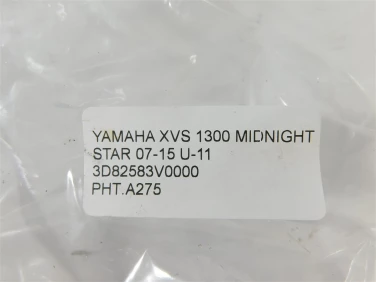 YAMAHA XVS 1300 MIDNIGHT
STAR 07-15 U-11
3D82583V0000
PHT.A275